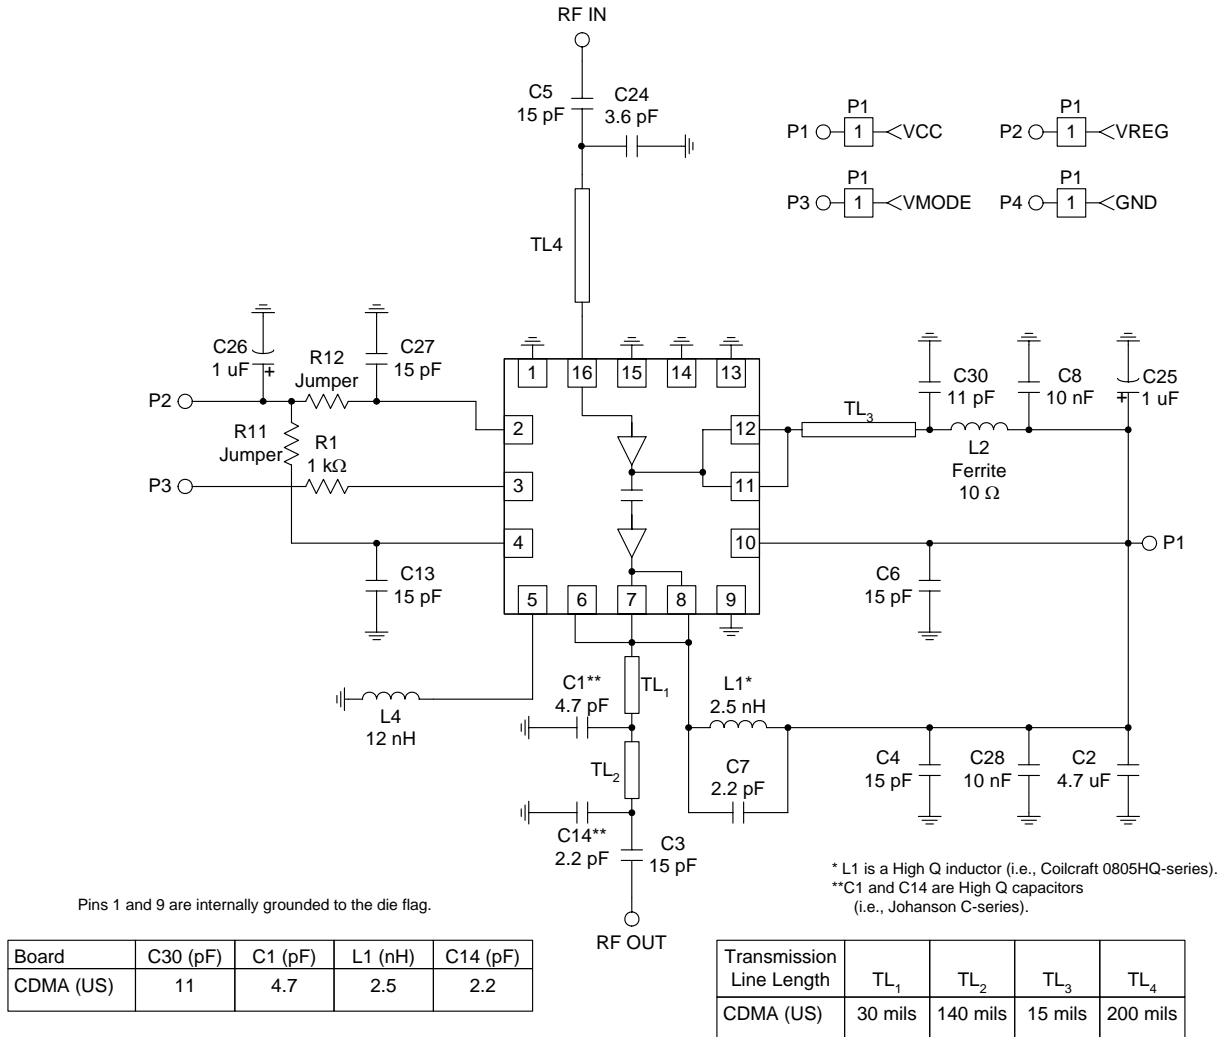 RF IN
C5
15 pF
C24
3.6 pF
P1
P1 1 VCC
P1
P2 1 VREG
P1
P3 1 VMODE
P1
P4 1 GND
TL4
C26
1 uF
+
R12
Jumper
C27
15 pF
P2
R11
Jumper
R1
1 kΩ
P3
C13
15 pF
1 16 15 14 13
2
3
4
12
11
10
5 6 7 8 9
TL3
C30
11 pF
C8
10 nF
C25
1 uF
+
L2
Ferrite
10 Ω
P1
C6
15 pF
L4
12 nH
C1**
4.7 pF
TL1
L1*
2.5 nH
TL2
C7
2.2 pF
C14**
2.2 pF
C3
15 pF
C4
15 pF
C28
10 nF
C2
4.7 uF
RF OUT
* L1 is a High Q inductor (i.e., Coilcraft 0805HQ-series).
**C1 and C14 are High Q capacitors
(i.e., Johanson C-series).
Pins 1 and 9 are internally grounded to the die flag.
Board C30 (pF) C1 (pF) L1 (nH) C14 (pF)
CDMA (US) 11 4.7 2.5 2.2
Transmission
Line Length TL1 TL2 TL3 TL4
CDMA (US) 30 mils 140 mils 15 mils 200 mils